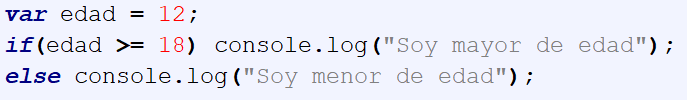 var edad = 12;
if(edad >= 18) console.log("Soy mayor de edad");
else console.log("Soy menor de edad");